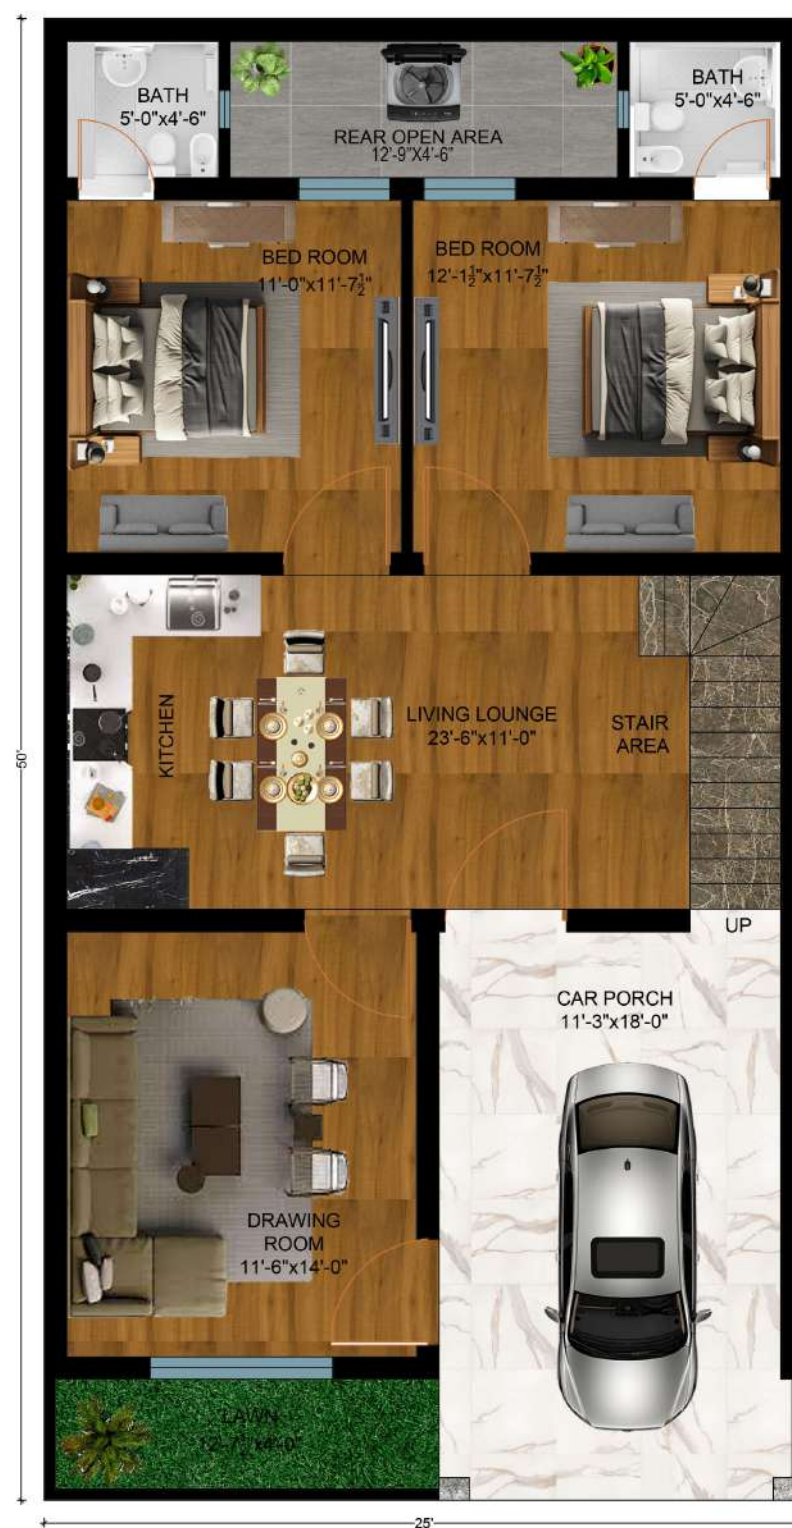 BATH
5'-0"x4'-6"
REAR OPEN AREA
12'-9"X4'-6"
BATH
5'-0"x4'-6"
BED ROOM
11'-0"x11'-7½"
BED ROOM
12'-1½"x11'-7½"
KITCHEN
LIVING LOUNGE
23'-6"x11'-0"
STAIR
AREA
50'
UP
CAR PORCH
11'-3"x18'-0"
DRAWING
ROOM
11'-6"x14'-0"
LAWN
25'